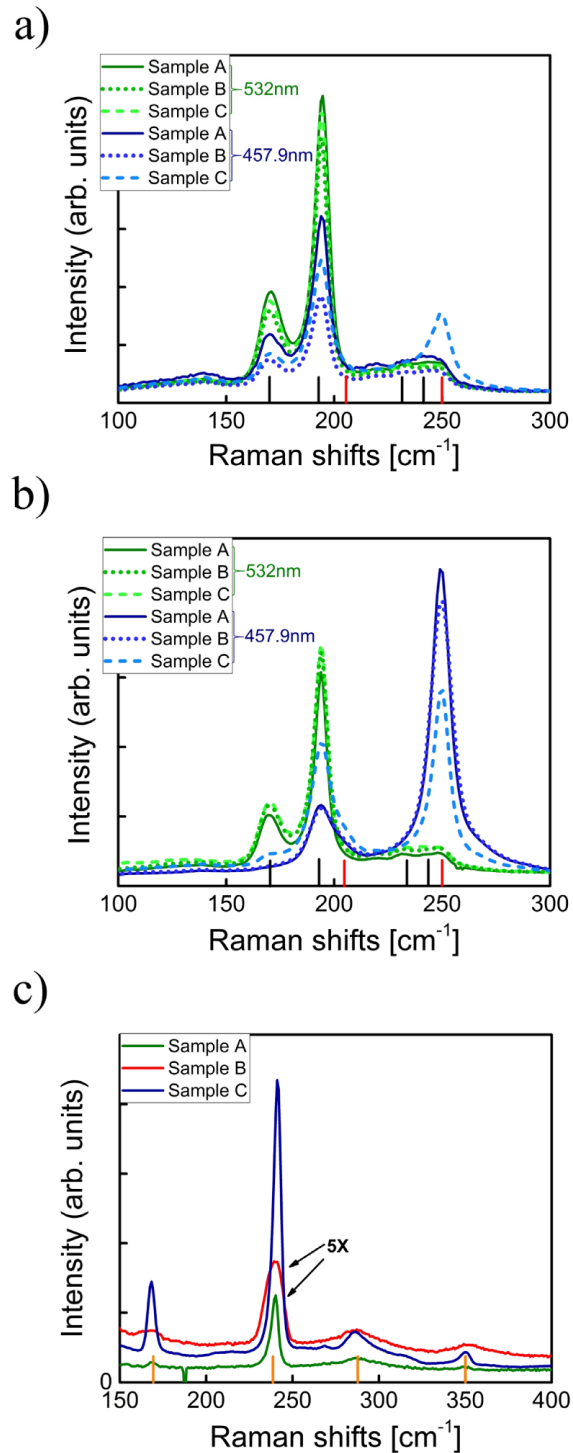 a)
Sample A
Sample B
Sample C
532nm
Sample A
Sample B
Sample C
457.9nm
Intensity (arb. units)
100 150 200 250 300
Raman shifts [cm⁻¹]
b)
Sample A
Sample B
Sample C
532nm
Sample A
Sample B
Sample C
457.9nm
Intensity (arb. units)
100 150 200 250 300
Raman shifts [cm⁻¹]
c)
Sample A
Sample B
Sample C
5X
Intensity (arb. units)
0
150 200 250 300 350 400
Raman shifts [cm⁻¹]